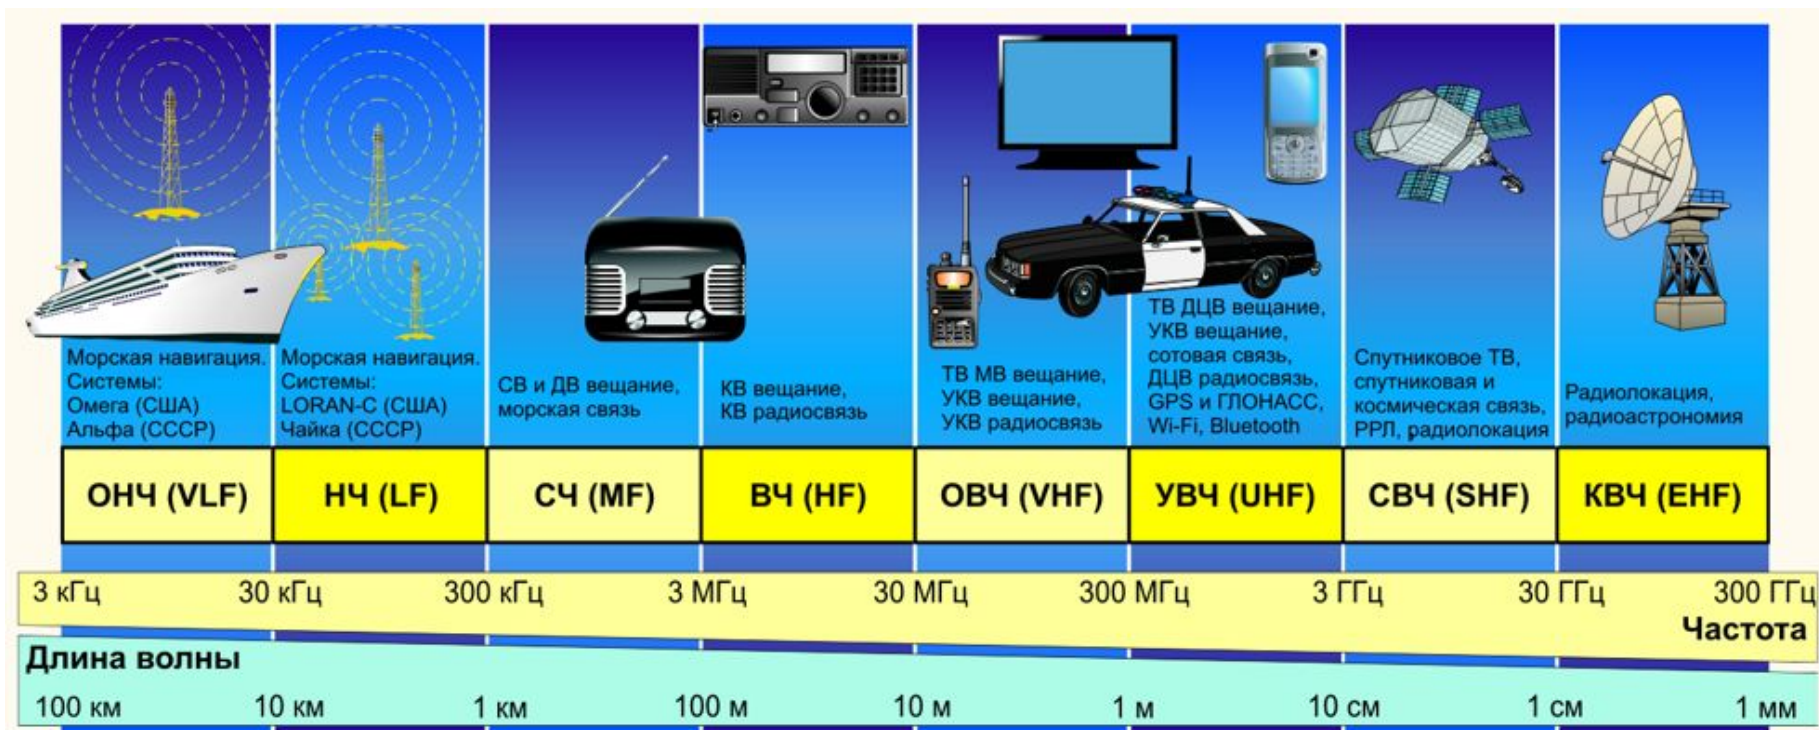 Морская навигация.
Системы:
Омега (США)
Альфа (СССР)
Морская навигация.
Системы:
LORAN-C (США)
Чайка (СССР)
СВ и ДВ вещание,
морская связь
КВ вещание,
КВ радиосвязь
ТВ МВ вещание,
УКВ вещание,
УКВ радиосвязь
ТВ ДЦВ вещание,
УКВ вещание,
сотовая связь,
ДЦВ радиосвязь,
GPS и ГЛОНАСС,
Wi-Fi, Bluetooth
Спутниковое ТВ,
спутниковая и
космическая связь,
РРЛ, радиолокация
Радиолокация,
радиоастрономия
ОНЧ (VLF)
НЧ (LF)
СЧ (MF)
ВЧ (HF)
ОВЧ (VHF)
УВЧ (UHF)
СВЧ (SHF)
КВЧ (EHF)
3 кГц 30 кГц 300 кГц 3 МГц 30 МГц 300 МГц 3 ГГц 30 ГГц 300 ГГц
Частота
Длина волны
100 км 10 км 1 км 100 м 10 м 1 м 10 см 1 см 1 мм